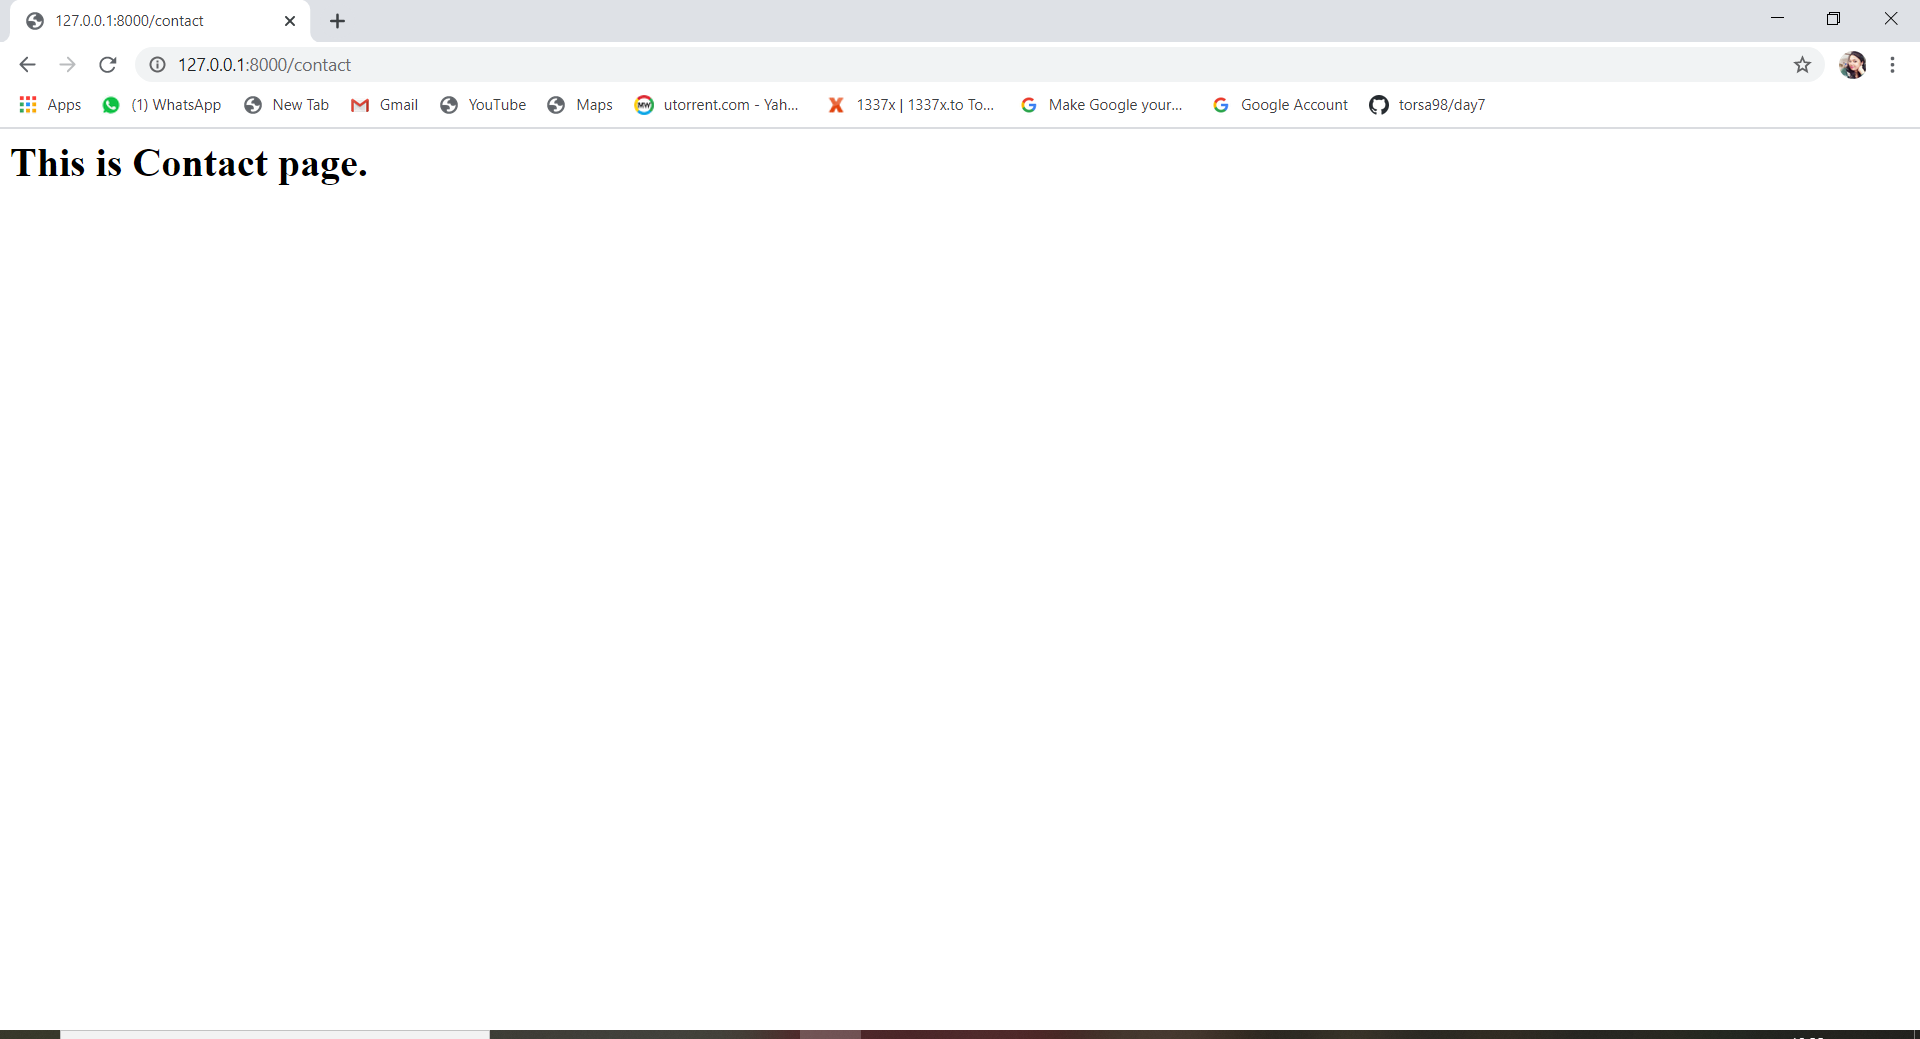 127.0.0.1:8000/contact
127.0.0.1:8000/contact
Apps (1) WhatsApp New Tab Gmail YouTube Maps MW utorrent.com - Yah... X 1337x | 1337x.to To... G Make Google your... G Google Account torsa98/day7
This is Contact page.